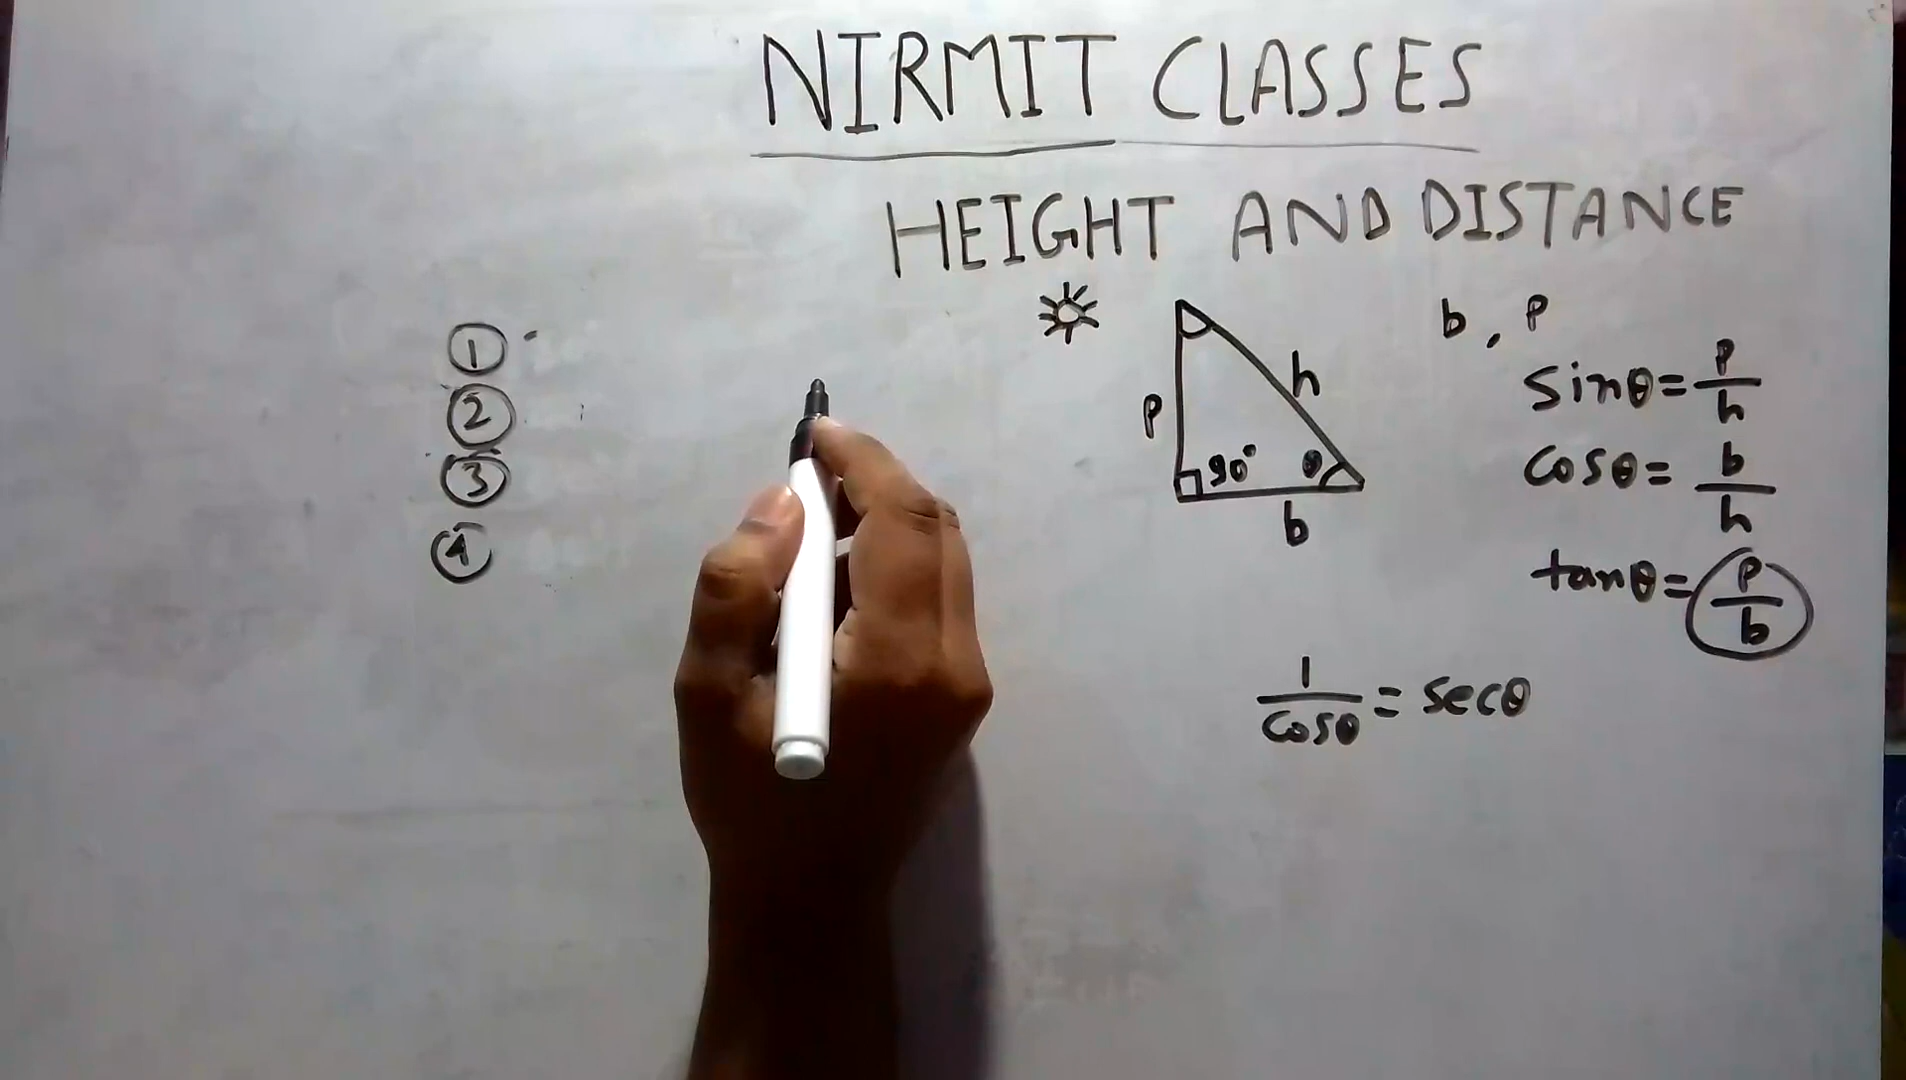 NIRMIT CLASSES
HEIGHT AND DISTANCE
①
②
③
④
p
h
90°
θ
b
b, p
sinθ = p/h
cosθ = b/h
tanθ = p/b
1/cosθ = secθ